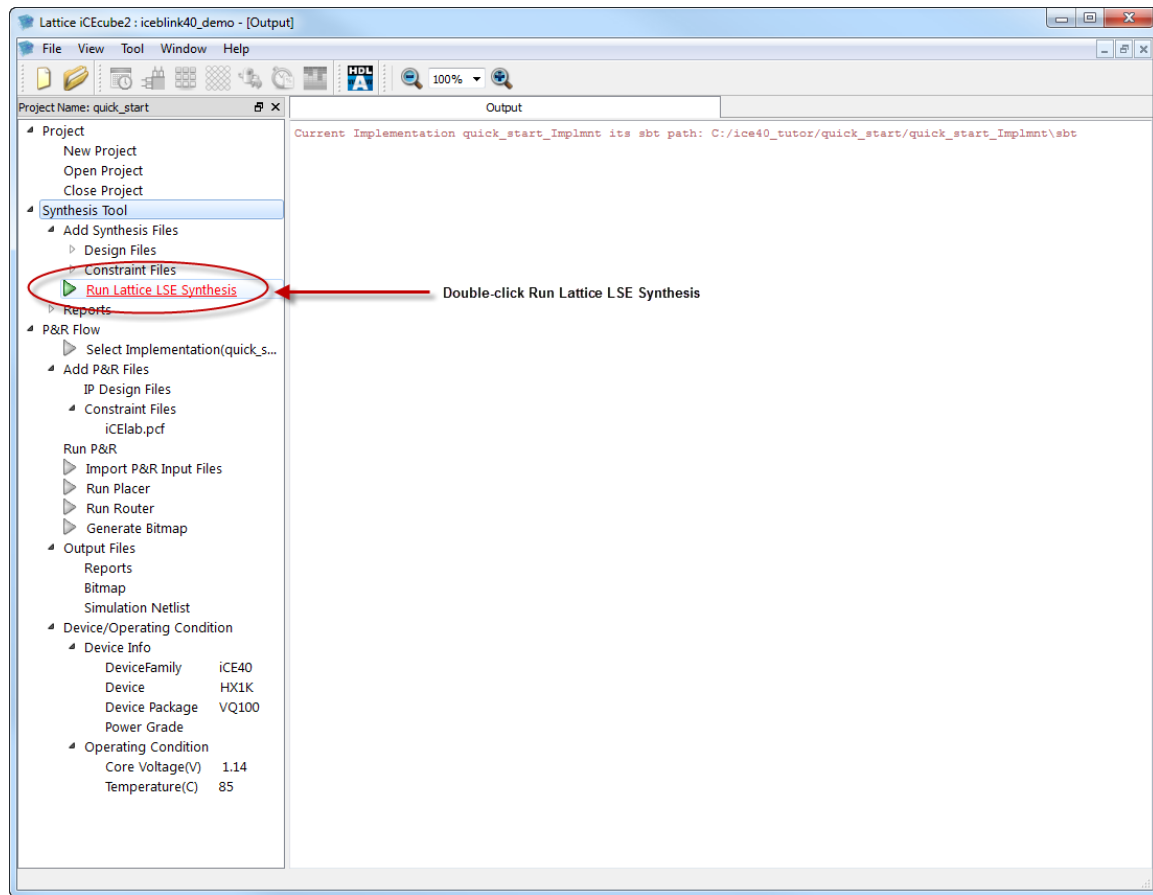 Lattice iCEcube2 : iceblink40_demo - [Output]
File View Tool Window Help
HDL
A
100%
Project Name: quick_start
Output
Current Implementation quick_start_Implmnt its sbt path: C:/ice40_tutor/quick_start/quick_start_Implmnt\sbt
Project
New Project
Open Project
Close Project
Synthesis Tool
Add Synthesis Files
Design Files
Constraint Files
Run Lattice LSE Synthesis
Double-click Run Lattice LSE Synthesis
Reports
P&R Flow
Select Implementation(quick_s...
Add P&R Files
IP Design Files
Constraint Files
iCElab.pcf
Run P&R
Import P&R Input Files
Run Placer
Run Router
Generate Bitmap
Output Files
Reports
Bitmap
Simulation Netlist
Device/Operating Condition
Device Info
DeviceFamily iCE40
Device HX1K
Device Package VQ100
Power Grade
Operating Condition
Core Voltage(V) 1.14
Temperature(C) 85